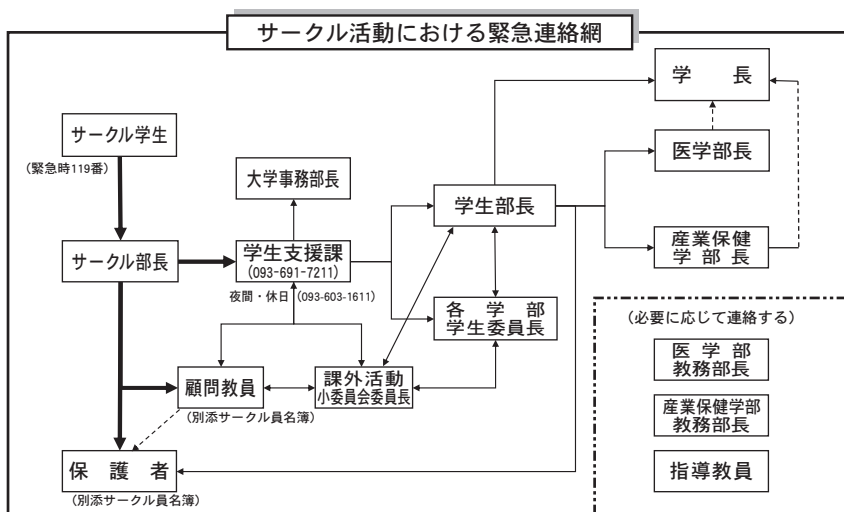 サークル活動における緊急連絡網
学　長
サークル学生
(緊急時119番)
医学部長
大学事務部長
学生部長
サークル部長
学生支援課
(093-691-7211)
夜間・休日 (093-603-1611)
産業保健
学部長
各学部
学生委員長
(必要に応じて連絡する)
医学部
教務部長
顧問教員
(別添サークル員名簿)
課外活動
小委員会委員長
産業保健学部
教務部長
保護者
(別添サークル員名簿)
指導教員